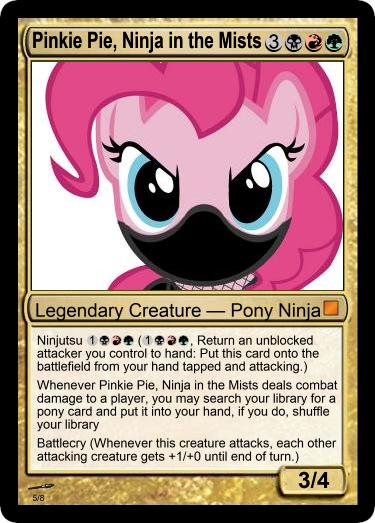 Pinkie Pie, Ninja in the Mists 3
Legendary Creature — Pony Ninja
Ninjutsu 1 (1, Return an unblocked
attacker you control to hand: Put this card onto the
battlefield from your hand tapped and attacking.)
Whenever Pinkie Pie, Ninja in the Mists deals combat
damage to a player, you may search your library for a
pony card and put it into your hand, if you do, shuffle
your library
Battlecry (Whenever this creature attacks, each other
attacking creature gets +1/+0 until end of turn.)
3/4
5/8